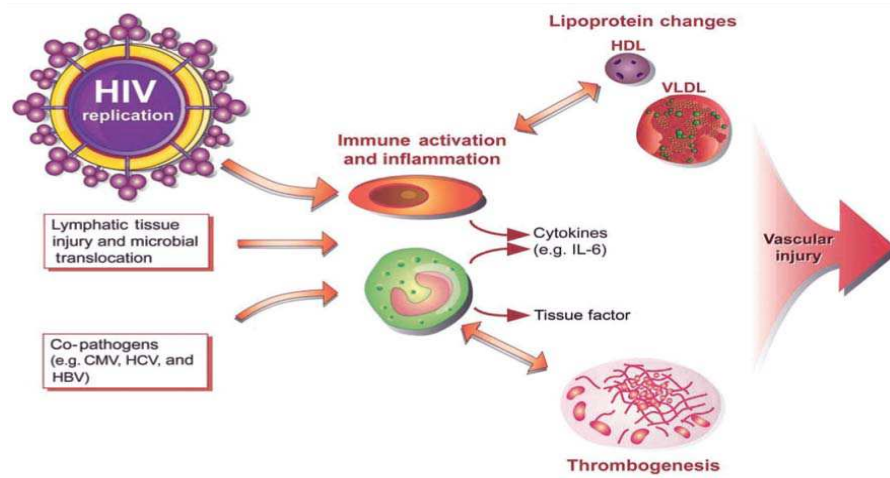 HIV
replication
Lymphatic tissue
injury and microbial
translocation
Co-pathogens
(e.g. CMV, HCV, and
HBV)
Immune activation
and inflammation
Cytokines
(e.g. IL-6)
Tissue factor
Lipoprotein changes
HDL
VLDL
Thrombogenesis
Vascular
injury